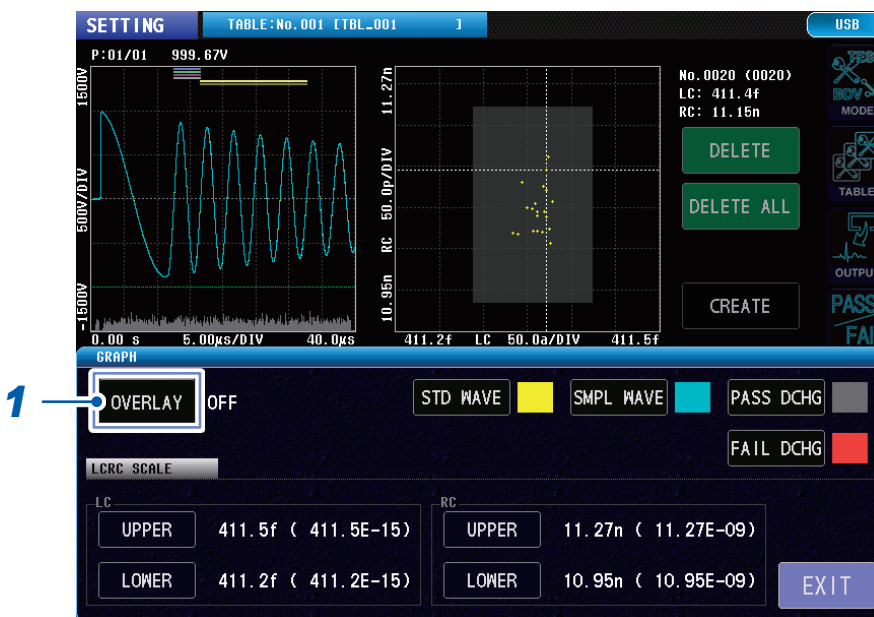 SETTING TABLE:No.001 [TBL_001 ] USB
P:01/01 999.67V
1500V
500V/DIV
-1500V
0.00 s 5.00µs/DIV 40.0µs
11.27n
50.0p/DIV
RC
10.95n
411.2f LC 50.0a/DIV 411.5f
No.0020 (0020)
LC: 411.4f
RC: 11.15n
DELETE
DELETE ALL
CREATE
TES
BDV
MODE
TABLE
OUTPU
PASS
FAI
GRAPH
1
OVERLAY OFF STD WAVE SMPL WAVE PASS DCHG
FAIL DCHG
LCRC SCALE
LC
UPPER 411.5f ( 411.5E-15)
LOWER 411.2f ( 411.2E-15)
RC
UPPER 11.27n ( 11.27E-09)
LOWER 10.95n ( 10.95E-09)
EXIT